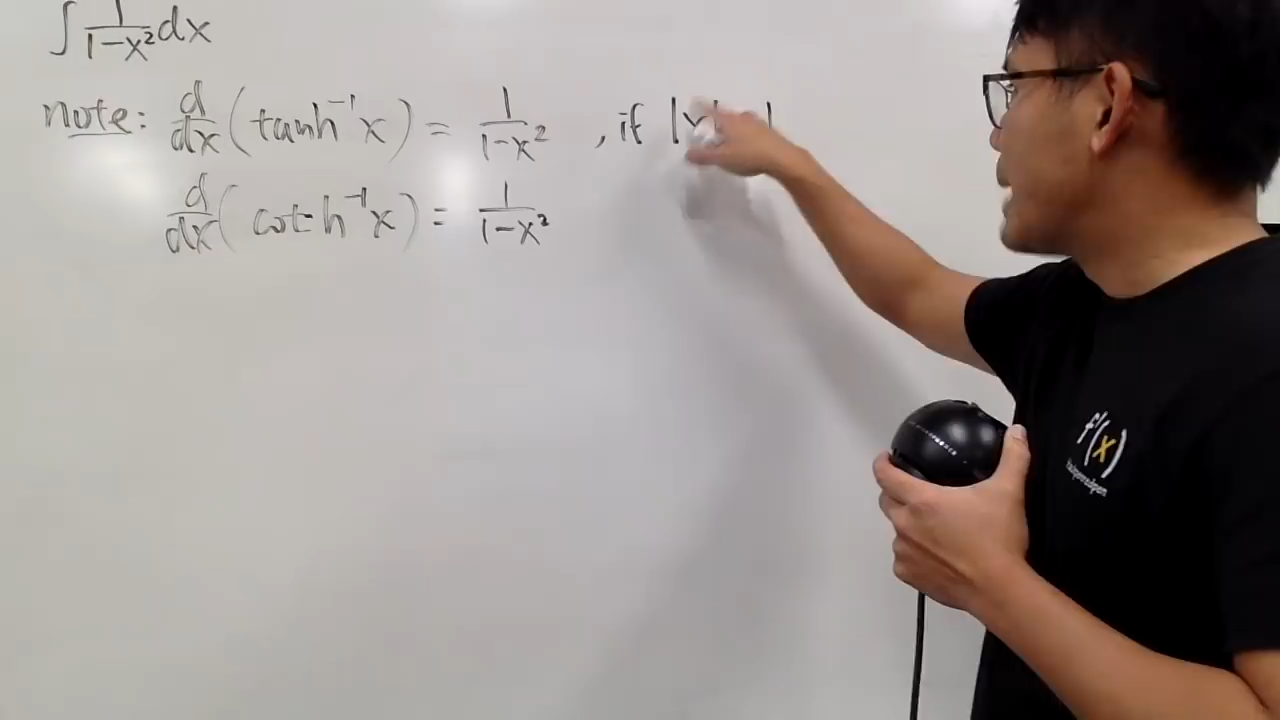 ∫ 1/(1-x²) dx
note: d/dx (tanh⁻¹x) = 1/(1-x²) , if |x|
d/dx (coth⁻¹x) = 1/(1-x²)
f'(x)